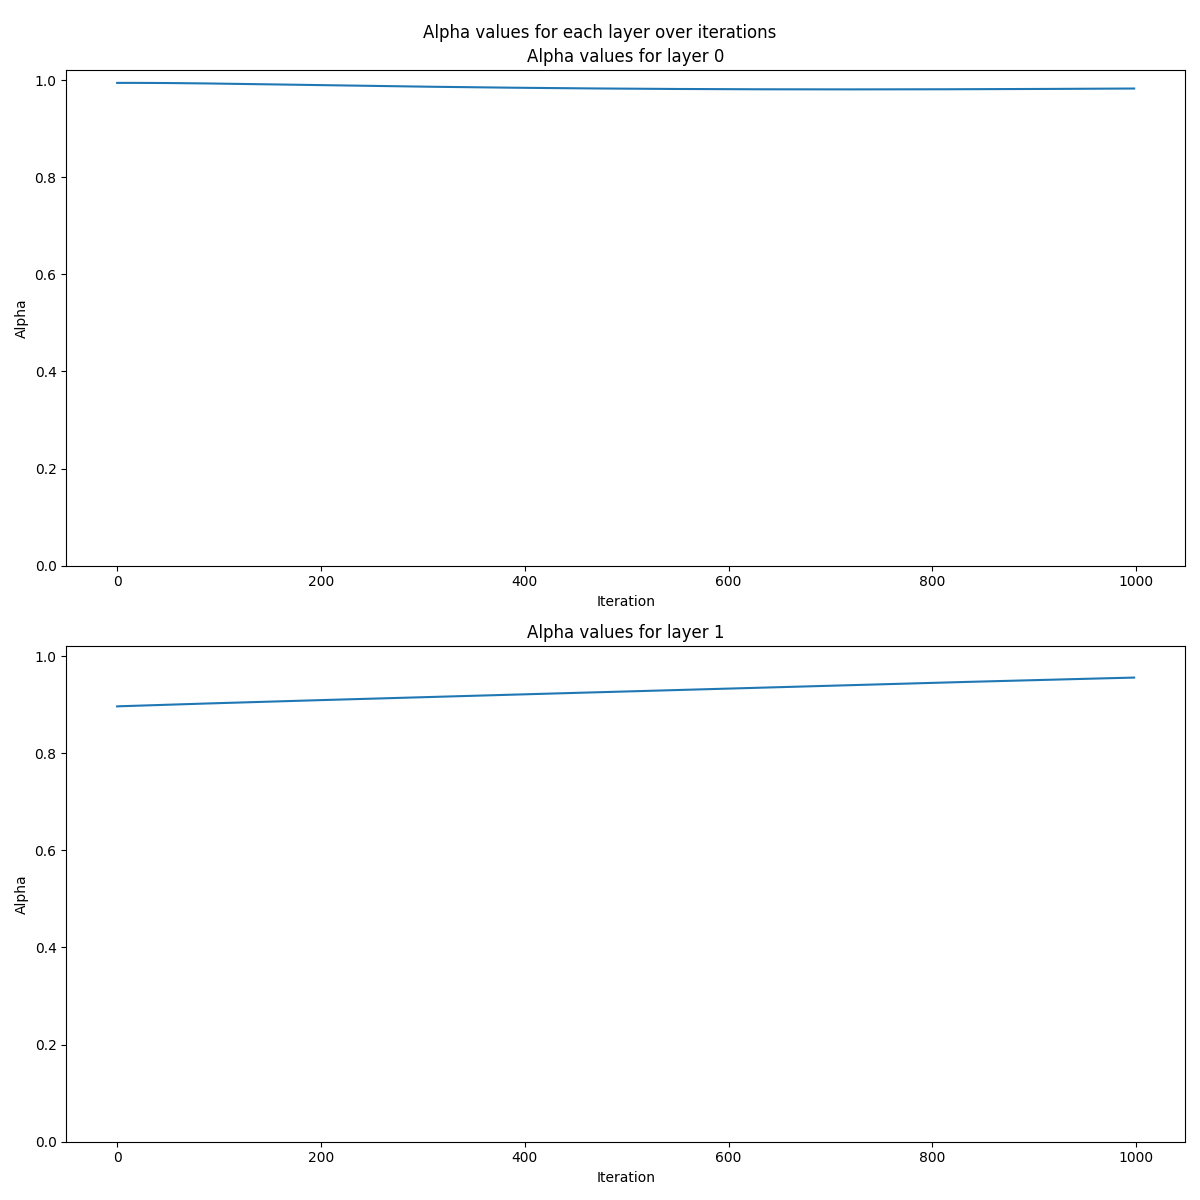 Alpha values for each layer over iterations
Alpha values for layer 0
1.0
0.8
0.6
0.4
0.2
0.0
Alpha
0 200 400 600 800 1000
Iteration
Alpha values for layer 1
1.0
0.8
0.6
0.4
0.2
0.0
Alpha
0 200 400 600 800 1000
Iteration